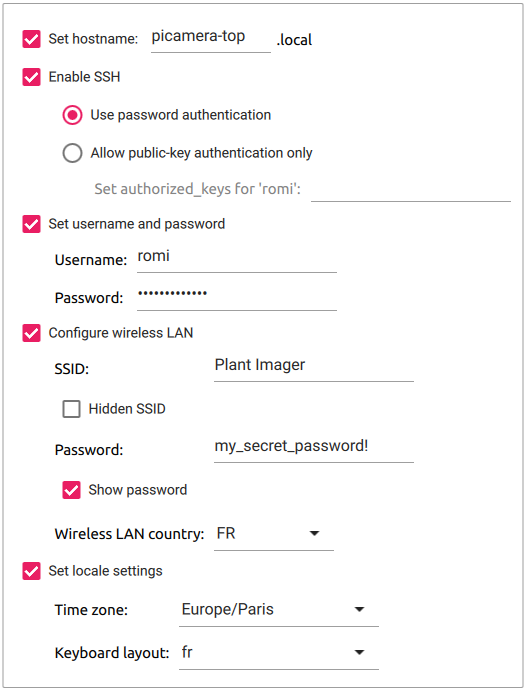 Set hostname: picamera-top .local
Enable SSH
Use password authentication
Allow public-key authentication only
Set authorized_keys for 'romi':
Set username and password
Username: romi
Password: •••••••••••••
Configure wireless LAN
SSID: Plant Imager
Hidden SSID
Password: my_secret_password!
Show password
Wireless LAN country: FR
Set locale settings
Time zone: Europe/Paris
Keyboard layout: fr